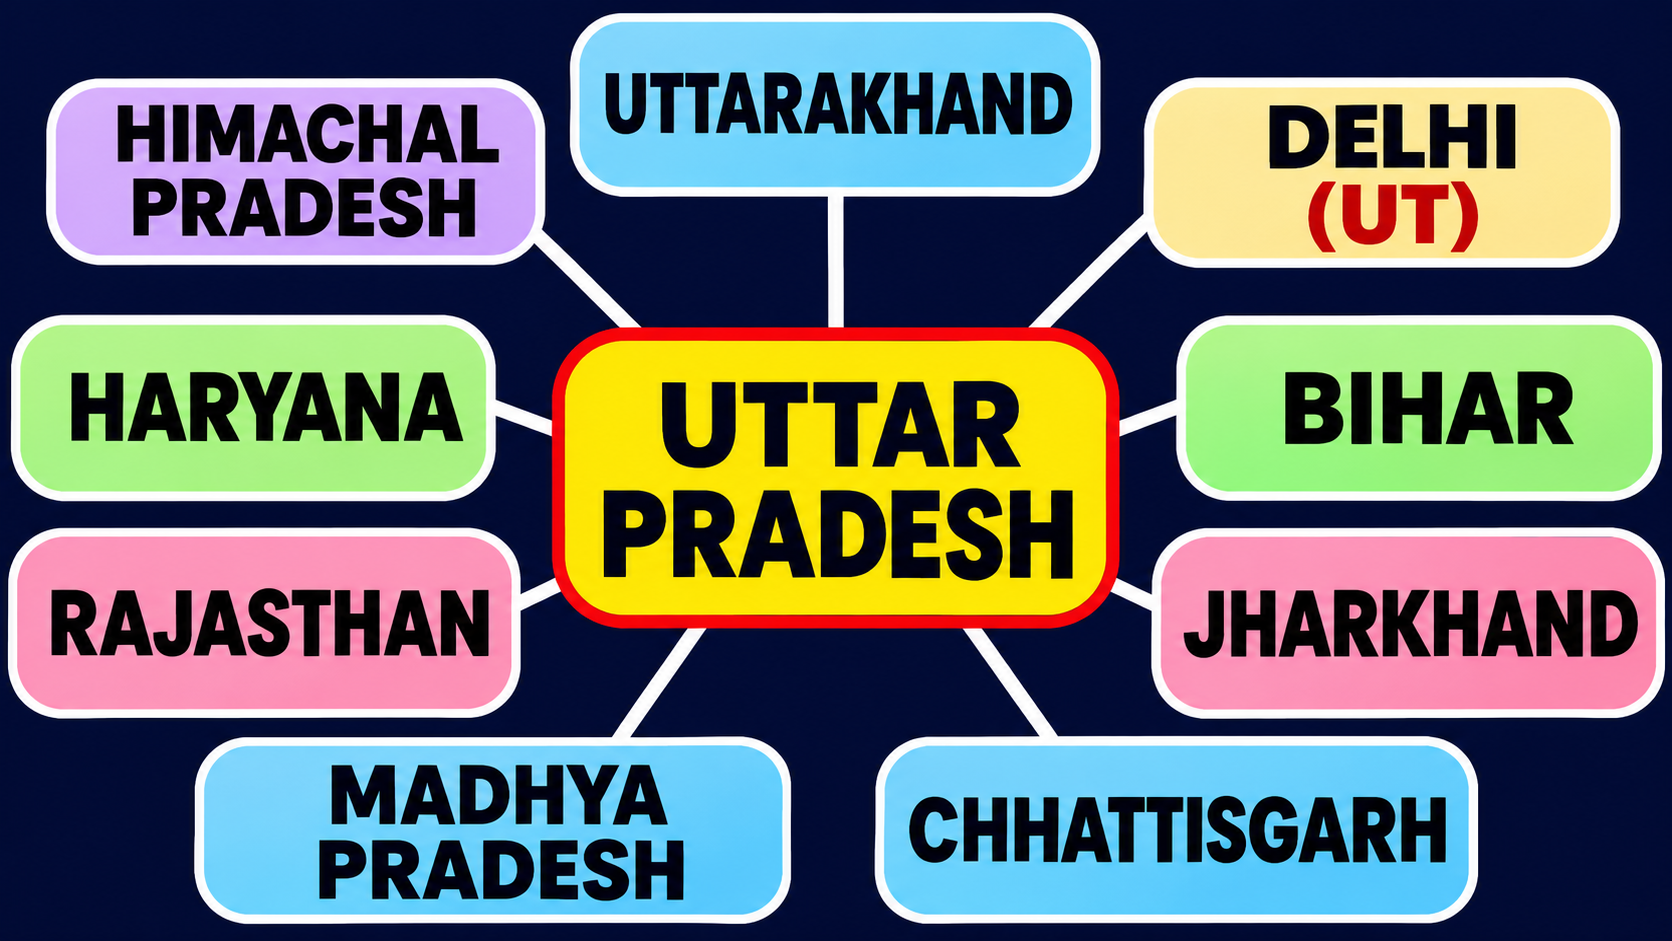 UTTARAKHAND
HIMACHAL
PRADESH
DELHI
(UT)
HARYANA
UTTAR
PRADESH
BIHAR
RAJASTHAN
JHARKHAND
MADHYA
PRADESH
CHHATTISGARH